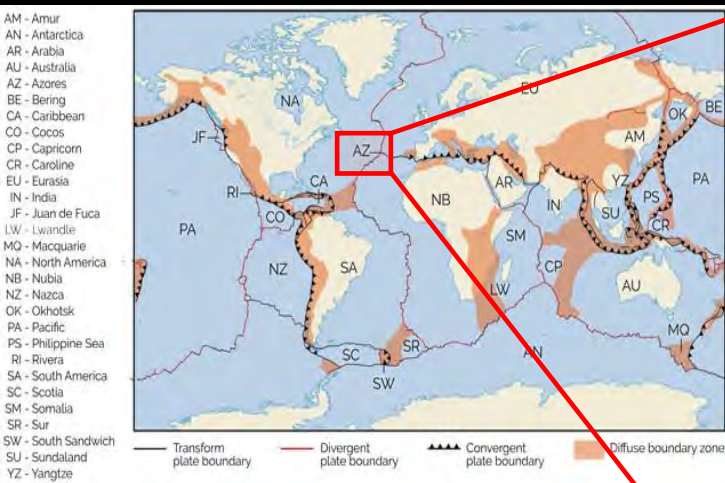 AM - Amur
AN - Antarctica
AR - Arabia
AU - Australia
AZ - Azores
BE - Bering
CA - Caribbean
CO - Cocos
CP - Capricorn
CR - Caroline
EU - Eurasia
IN - India
JF - Juan de Fuca
LW - Lwandle
MQ - Macquarie
NA - North America
NB - Nubia
NZ - Nazca
OK - Okhotsk
PA - Pacific
PS - Philippine Sea
RI - Rivera
SA - South America
SC - Scotia
SM - Somalia
SR - Sur
SW - South Sandwich
SU - Sundaland
YZ - Yangtze
EU
NA
OK
BE
JF
AZ
AM
YZ
RI
CA
AR
IN
PS
PA
CO
NB
SU
CR
PA
SM
NZ
SA
CP
LW
AU
MQ
SC
SR
AN
SW
Transform
plate boundary
Divergent
plate boundary
Convergent
plate boundary
Diffuse boundary zone